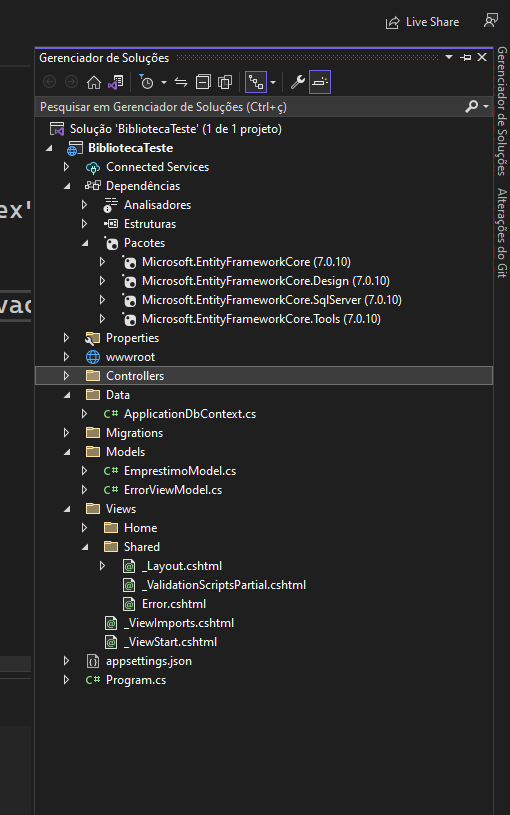 Live Share
Gerenciador de Soluções
Pesquisar em Gerenciador de Soluções (Ctrl+ç)
Solução 'BibliotecaTeste' (1 de 1 projeto)
BibliotecaTeste
Connected Services
Dependências
Analisadores
Estruturas
Pacotes
Microsoft.EntityFrameworkCore (7.0.10)
Microsoft.EntityFrameworkCore.Design (7.0.10)
Microsoft.EntityFrameworkCore.SqlServer (7.0.10)
Microsoft.EntityFrameworkCore.Tools (7.0.10)
Properties
wwwroot
Controllers
Data
C# ApplicationDbContext.cs
Migrations
Models
C# EmprestimoModel.cs
C# ErrorViewModel.cs
Views
Home
Shared
_Layout.cshtml
_ValidationScriptsPartial.cshtml
Error.cshtml
_ViewImports.cshtml
_ViewStart.cshtml
appsettings.json
C# Program.cs
ex'
vac
Gerenciador de Soluções
Alterações do Git